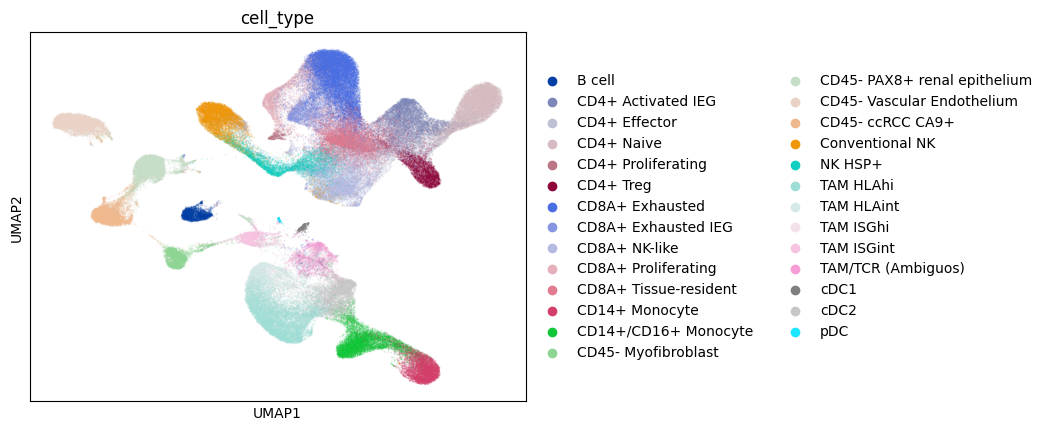 cell_type
UMAP2
UMAP1
B cell
CD4+ Activated IEG
CD4+ Effector
CD4+ Naive
CD4+ Proliferating
CD4+ Treg
CD8A+ Exhausted
CD8A+ Exhausted IEG
CD8A+ NK-like
CD8A+ Proliferating
CD8A+ Tissue-resident
CD14+ Monocyte
CD14+/CD16+ Monocyte
CD45- Myofibroblast
CD45- PAX8+ renal epithelium
CD45- Vascular Endothelium
CD45- ccRCC CA9+
Conventional NK
NK HSP+
TAM HLAhi
TAM HLAint
TAM ISGhi
TAM ISGint
TAM/TCR (Ambiguos)
cDC1
cDC2
pDC